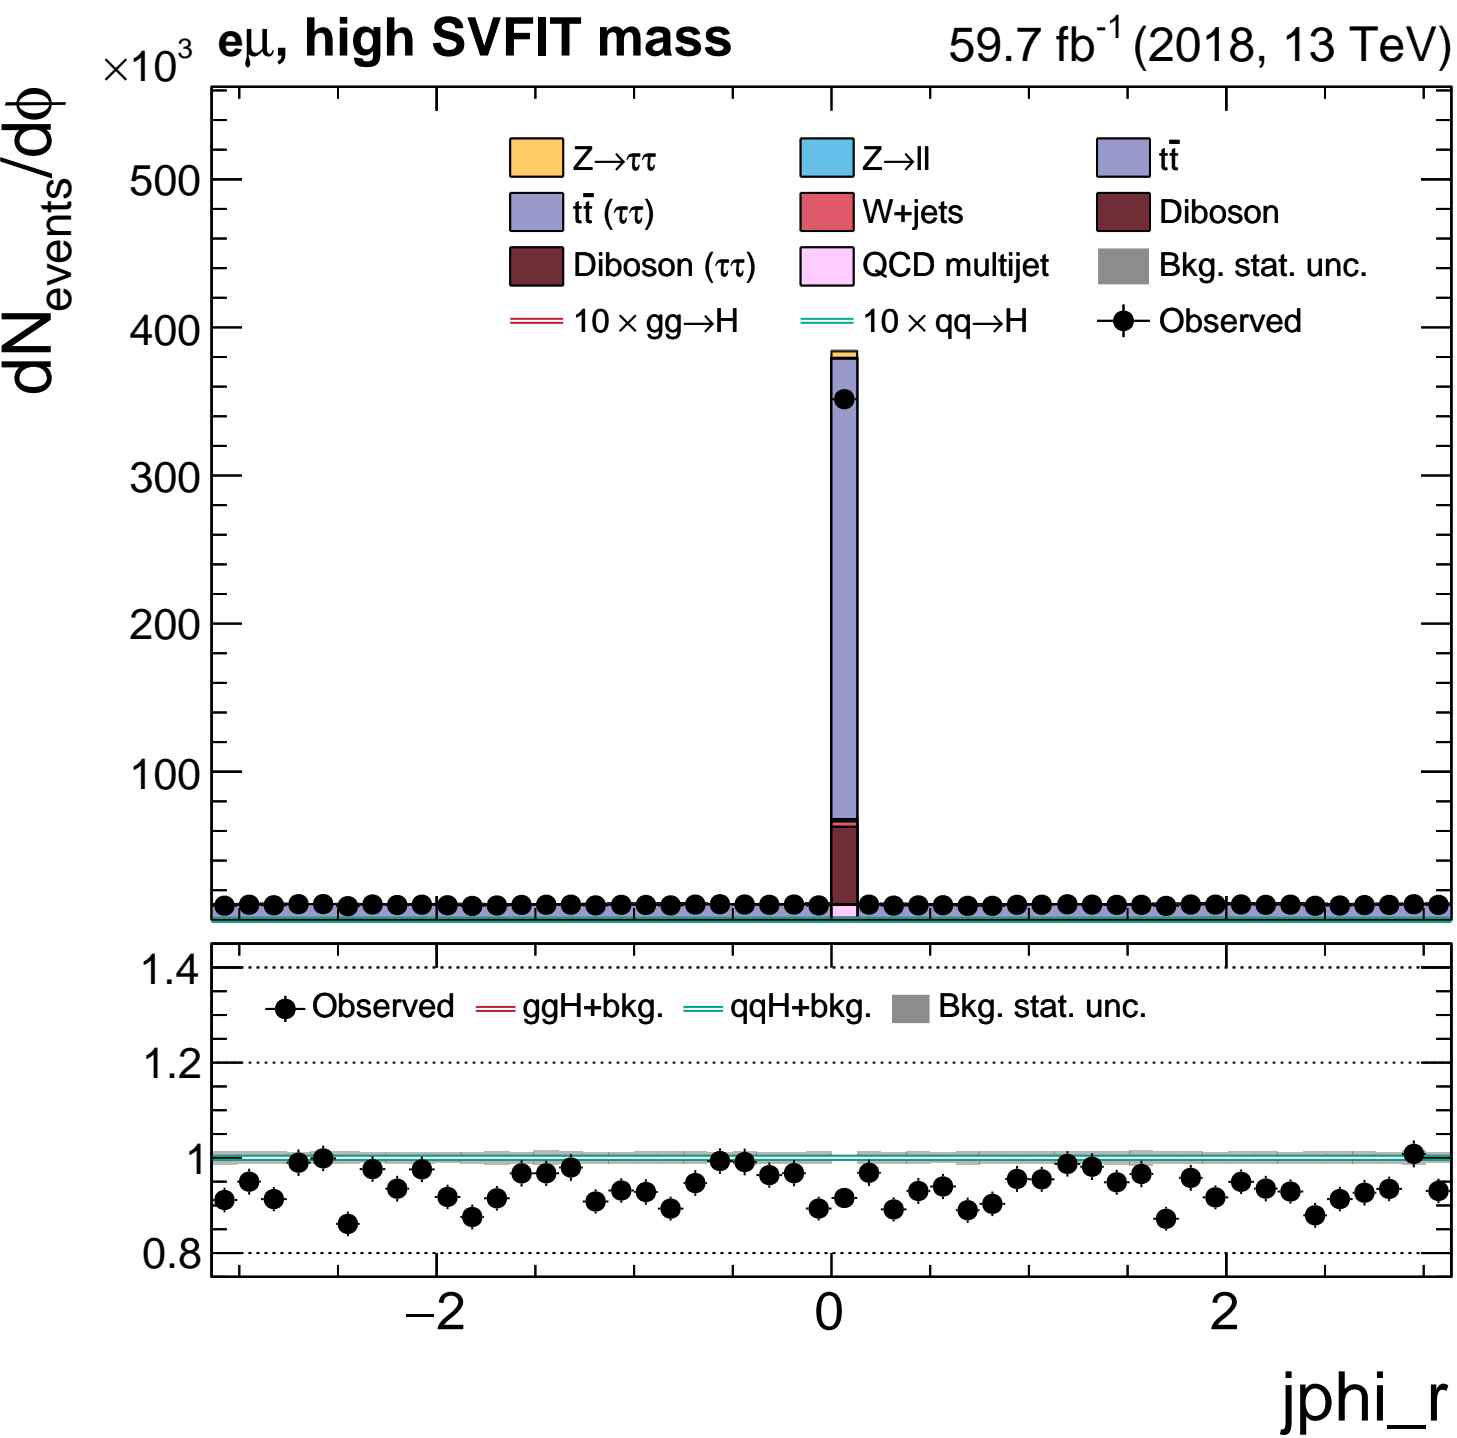 ×10³ eμ, high SVFIT mass 59.7 fb⁻¹ (2018, 13 TeV)
dN_events/dϕ
Z→ττ Z→ll tt̄
tt̄ (ττ) W+jets Diboson
Diboson (ττ) QCD multijet Bkg. stat. unc.
10 × gg→H 10 × qq→H Observed
500
400
300
200
100
1.4
Observed ggH+bkg. qqH+bkg. Bkg. stat. unc.
1.2
1
0.8
−2 0 2
jphi_r